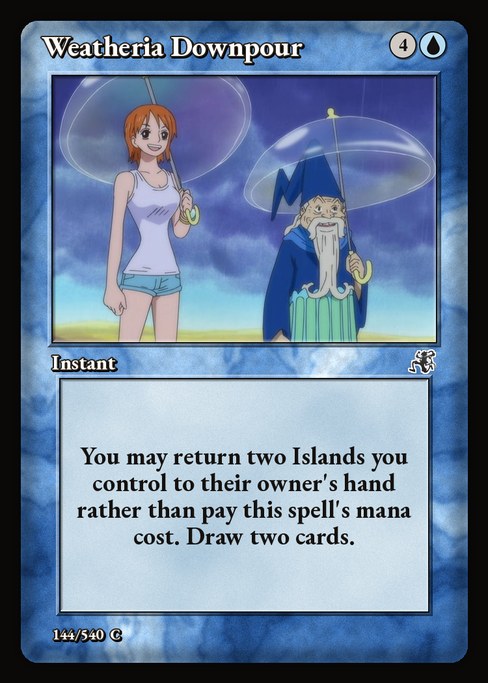 Weatheria Downpour 4
Instant
You may return two Islands you
control to their owner's hand
rather than pay this spell's mana
cost. Draw two cards.
144/540 C